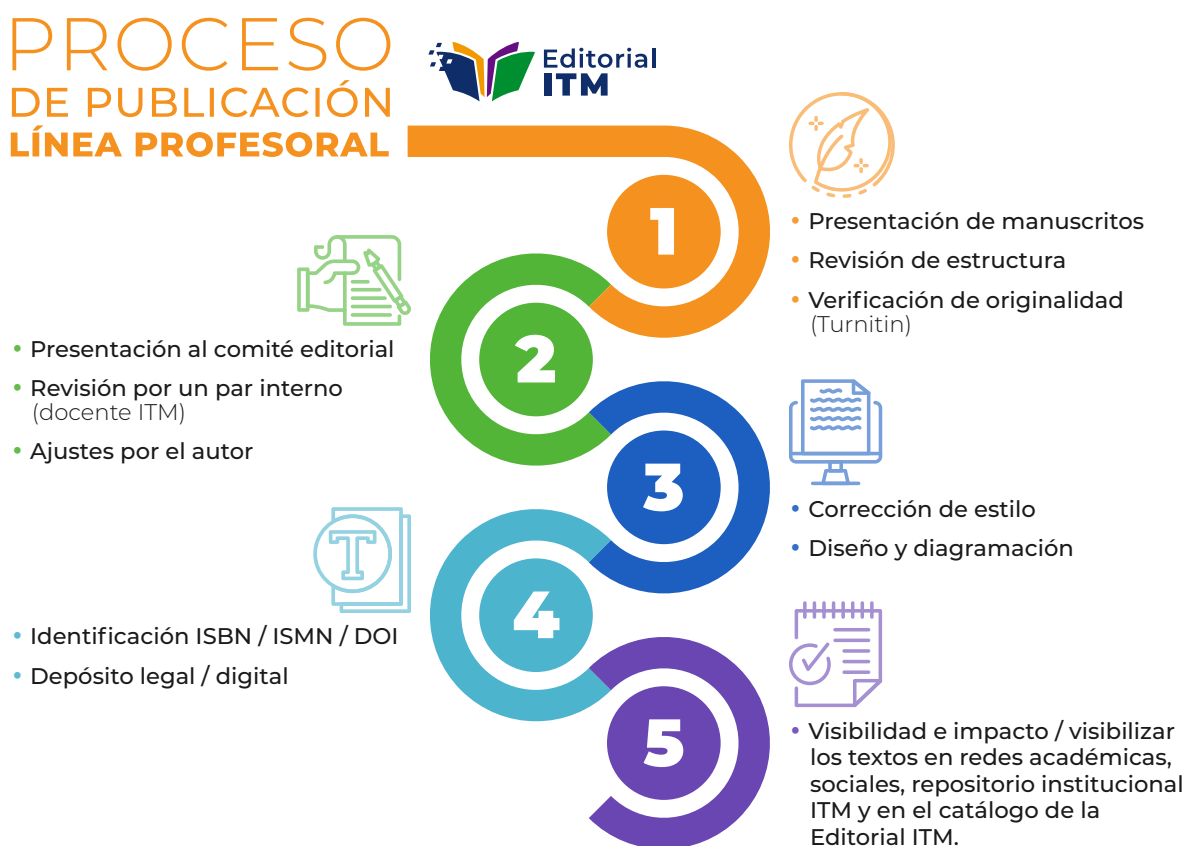 PROCESO
DE PUBLICACIÓN
LÍNEA PROFESORAL
Editorial
ITM
1
• Presentación de manuscritos
• Revisión de estructura
• Verificación de originalidad
(Turnitin)
2
• Presentación al comité editorial
• Revisión por un par interno
(docente ITM)
• Ajustes por el autor
3
• Corrección de estilo
• Diseño y diagramación
T
4
• Identificación ISBN / ISMN / DOI
• Depósito legal / digital
5
• Visibilidad e impacto / visibilizar
los textos en redes académicas,
sociales, repositorio institucional
ITM y en el catálogo de la
Editorial ITM.